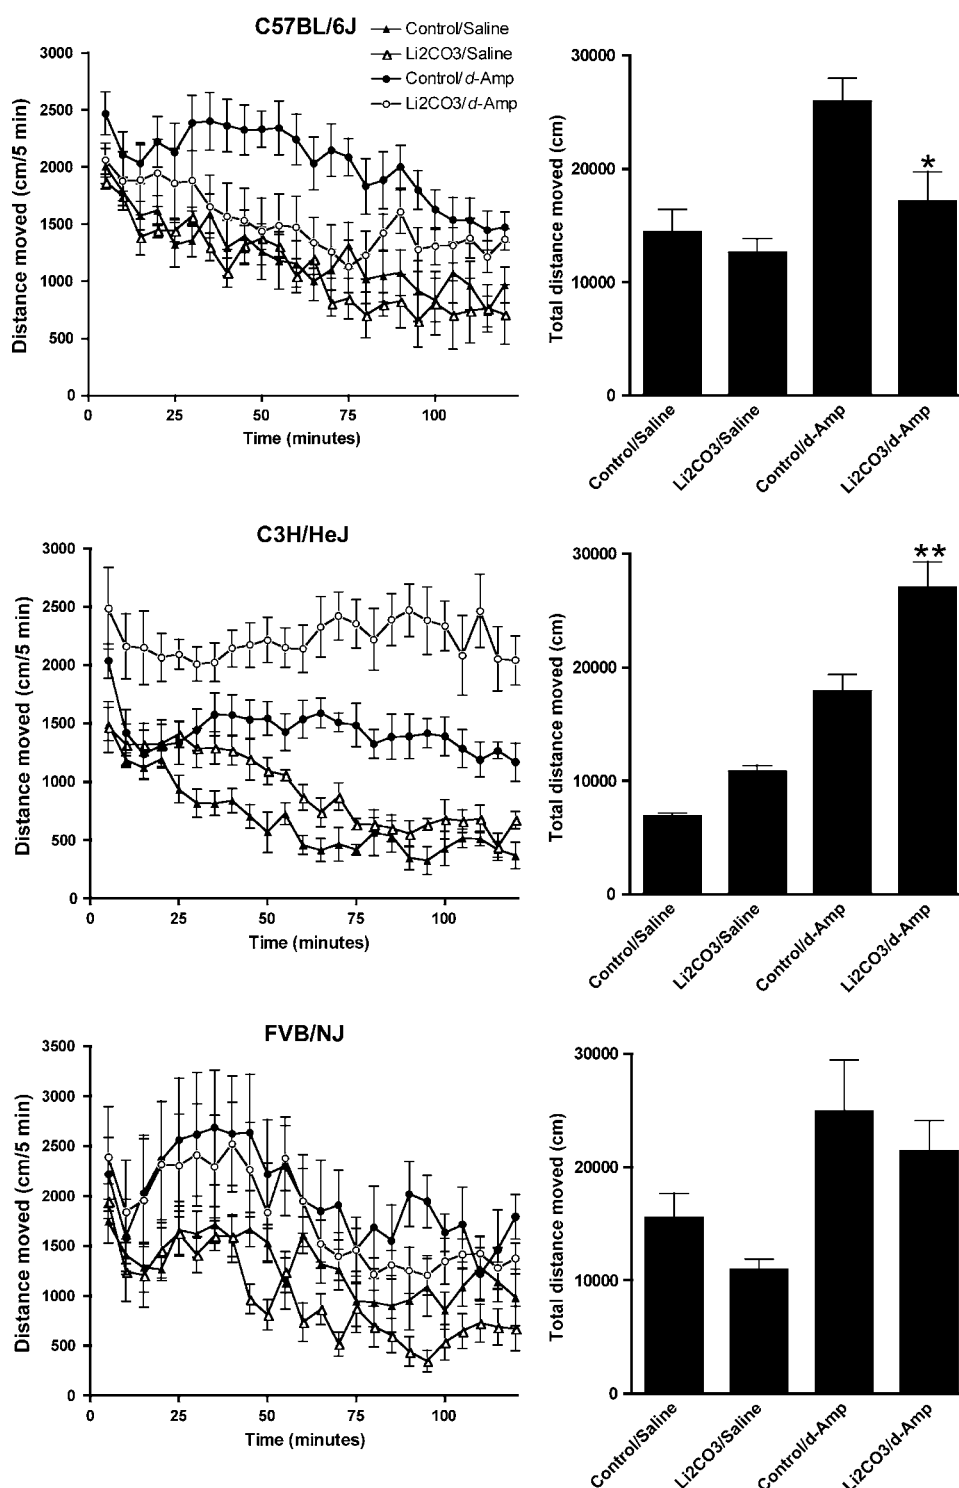 C57BL/6J
Control/Saline
Li2CO3/Saline
Control/d-Amp
Li2CO3/d-Amp
Distance moved (cm/5 min)
3000
2500
2000
1500
1000
500
0
0 25 50 75 100
Time (minutes)
Total distance moved (cm)
30000
20000
10000
0
*
Control/Saline
Li2CO3/Saline
Control/d-Amp
Li2CO3/d-Amp
C3H/HeJ
Distance moved (cm/5 min)
3000
2500
2000
1500
1000
500
0
0 25 50 75 100
Time (minutes)
Total distance moved (cm)
30000
20000
10000
0
**
Control/Saline
Li2CO3/Saline
Control/d-Amp
Li2CO3/d-Amp
FVB/NJ
Distance moved (cm/5 min)
3500
3000
2500
2000
1500
1000
500
0
0 25 50 75 100
Time (minutes)
Total distance moved (cm)
30000
20000
10000
0
Control/Saline
Li2CO3/Saline
Control/d-Amp
Li2CO3/d-Amp